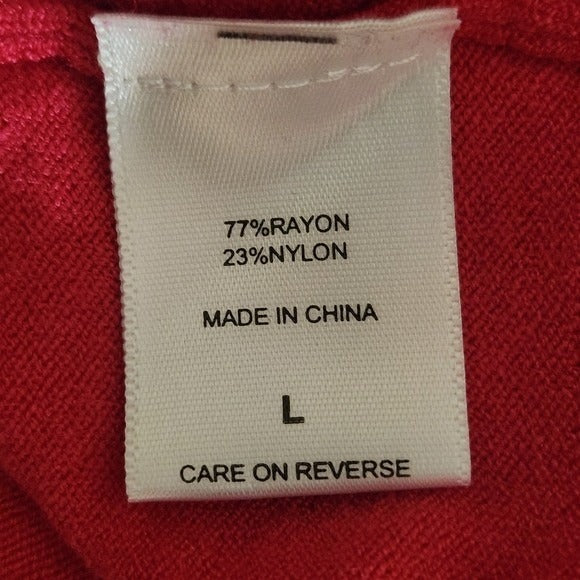 77%RAYON
23%NYLON
MADE IN CHINA
L
CARE ON REVERSE